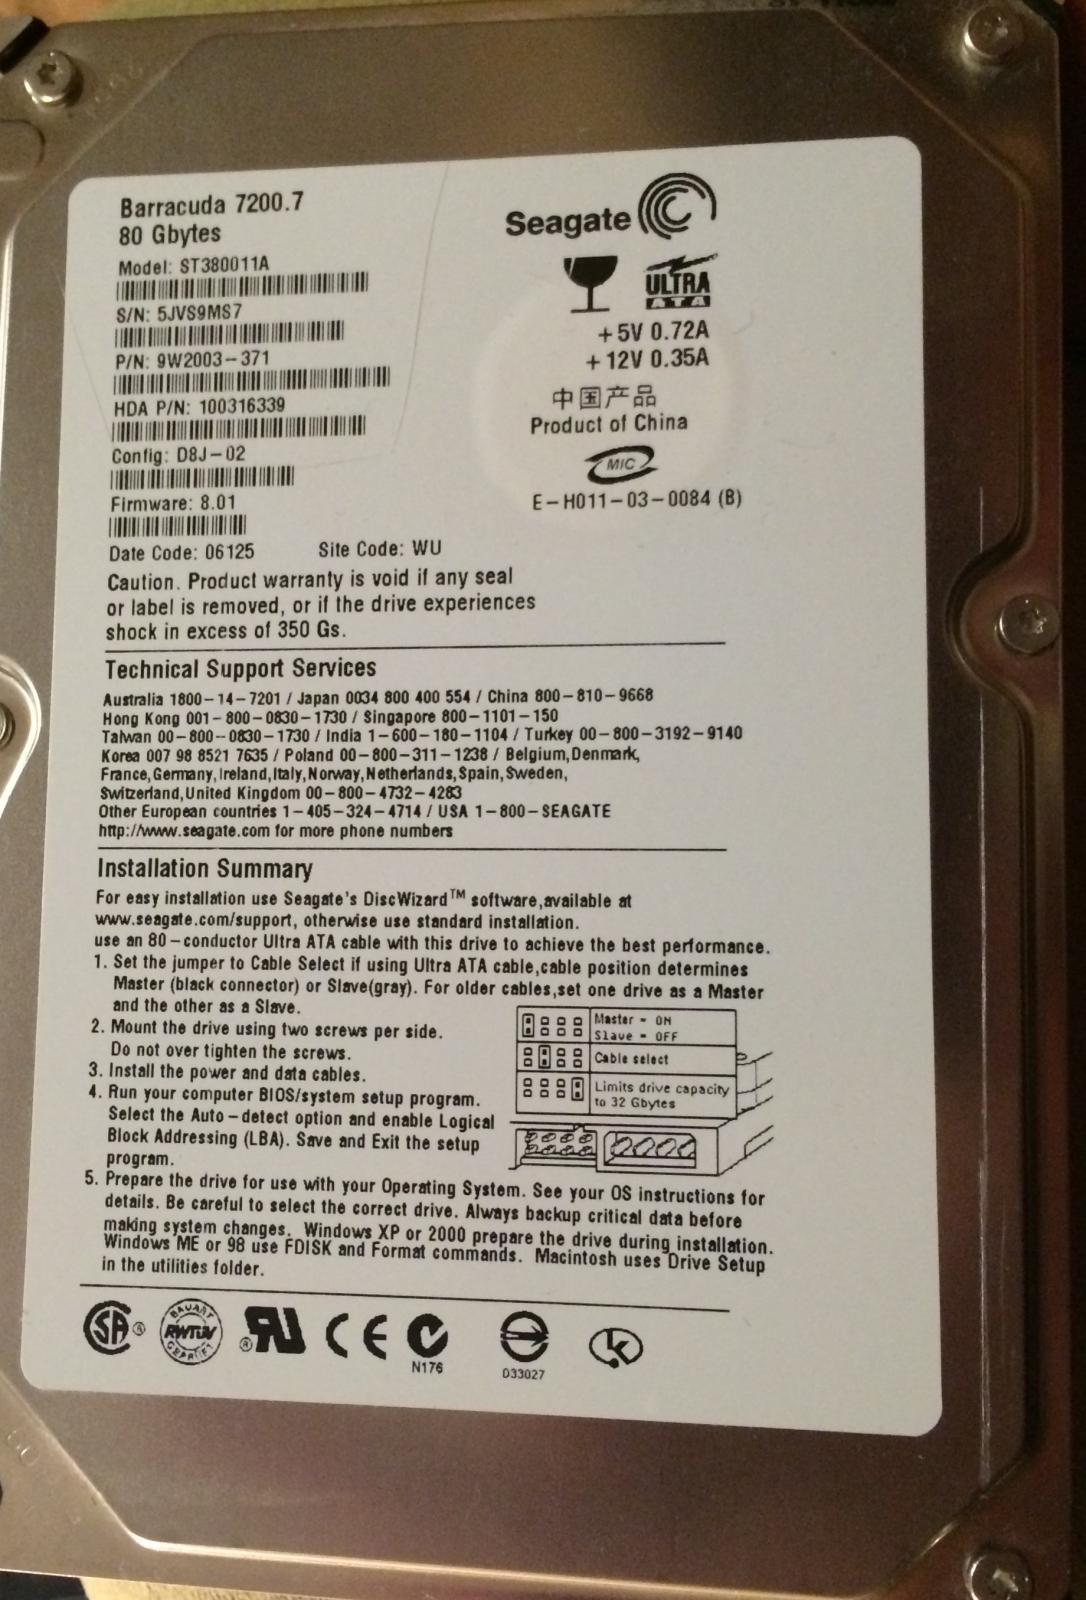 Barracuda 7200.7
80 Gbytes
Model: ST380011A
S/N: 5JVS9MS7
P/N: 9W2003-371
HDA P/N: 100316339
Config: D8J-02
Firmware: 8.01
Date Code: 06125 Site Code: WU
Seagate
ULTRA
ATA
+5V 0.72A
+12V 0.35A
中国产品
Product of China
MIC
E-H011-03-0084 (B)
Caution. Product warranty is void if any seal
or label is removed, or if the drive experiences
shock in excess of 350 Gs.
Technical Support Services
Australia 1800-14-7201 / Japan 0034 800 400 554 / China 800-810-9668
Hong Kong 001-800-0830-1730 / Singapore 800-1101-150
Taiwan 00-800-0830-1730 / India 1-600-180-1104 / Turkey 00-800-3192-9140
Korea 007 98 8521 7635 / Poland 00-800-311-1238 / Belgium,Denmark,
France,Germany,Ireland,Italy,Norway,Netherlands,Spain,Sweden,
Switzerland,United Kingdom 00-800-4732-4283
Other European countries 1-405-324-4714 / USA 1-800-SEAGATE
http://www.seagate.com for more phone numbers
Installation Summary
For easy installation use Seagate's DiscWizard™ software,available at
www.seagate.com/support, otherwise use standard installation.
use an 80-conductor Ultra ATA cable with this drive to achieve the best performance.
1. Set the jumper to Cable Select if using Ultra ATA cable,cable position determines
Master (black connector) or Slave(gray). For older cables,set one drive as a Master
and the other as a Slave.
2. Mount the drive using two screws per side.
Do not over tighten the screws.
3. Install the power and data cables.
4. Run your computer BIOS/system setup program.
Select the Auto-detect option and enable Logical
Block Addressing (LBA). Save and Exit the setup
program.
Master - ON
Slave - OFF
Cable select
Limits drive capacity
to 32 Gbytes
5. Prepare the drive for use with your Operating System. See your OS instructions for
details. Be careful to select the correct drive. Always backup critical data before
making system changes. Windows XP or 2000 prepare the drive during installation.
Windows ME or 98 use FDISK and Format commands. Macintosh uses Drive Setup
in the utilities folder.
SA ®
BAUART
RWTÜV
GEPRÜFT
® RU
CE
N176
D33027
K